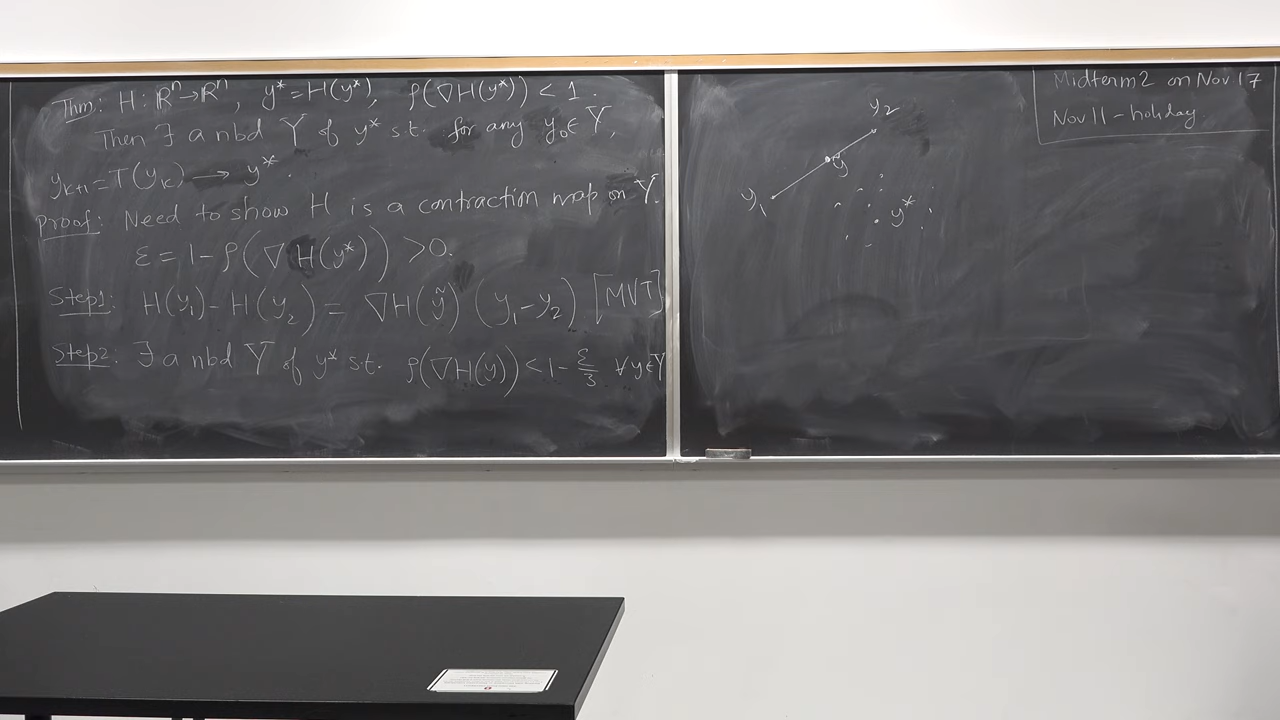 Thm: H: ℝⁿ→ℝⁿ, y*=H(y*), ρ(∇H(y*)) < 1.
Then ∃ a nbd Y of y* s.t. for any y₀∈Y,
yₖ₊₁=T(yₖ) → y*.
Proof: Need to show H is a contraction map on Y.
ε = 1-ρ(∇H(y*)) >0.
Step1: H(y₁)-H(y₂) = ∇H(ỹ) (y₁-y₂) [MVT]
Step2: ∃ a nbd Y of y* s.t. ρ(∇H(y)) < 1-ε/3 ∀y∈Y
Midterm2 on Nov 17
Nov 11 - holiday.
y₂
ỹ
y₁
y*